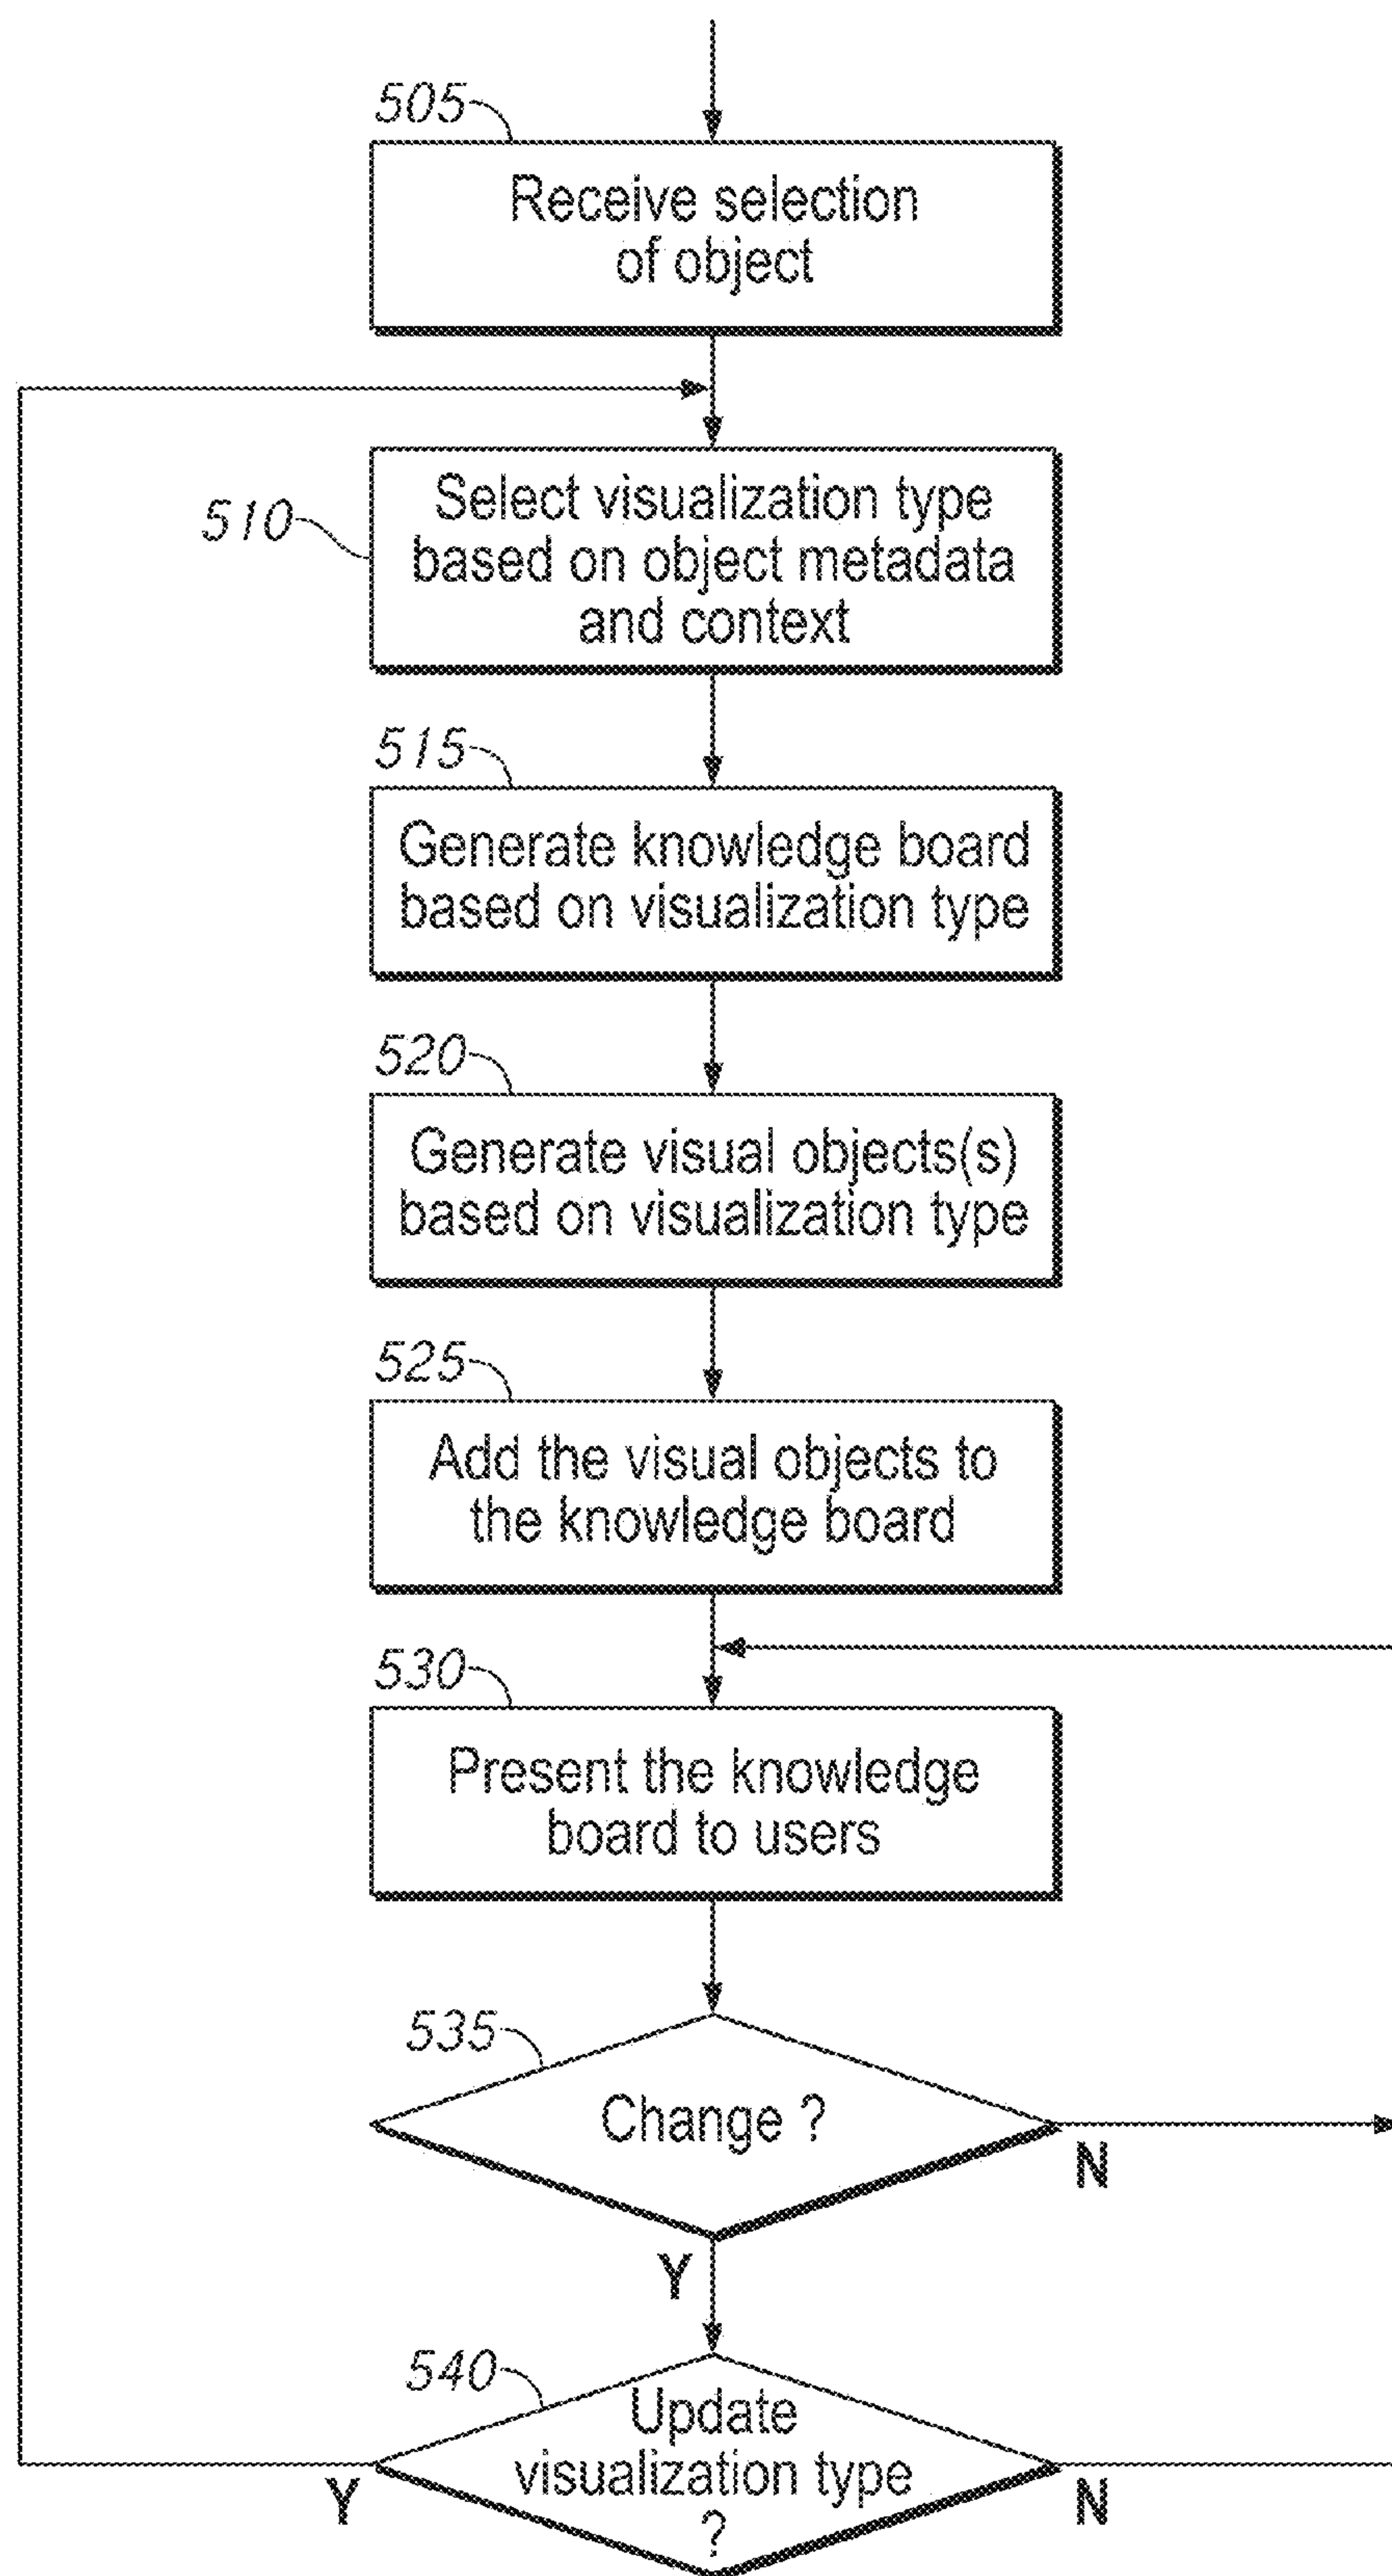 505
Receive selection
of object
510
Select visualization type
based on object metadata
and context
515
Generate knowledge board
based on visualization type
520
Generate visual objects(s)
based on visualization type
525
Add the visual objects to
the knowledge board
530
Present the knowledge
board to users
535
Change ?
N
Y
540
Update
visualization type
?
Y
N